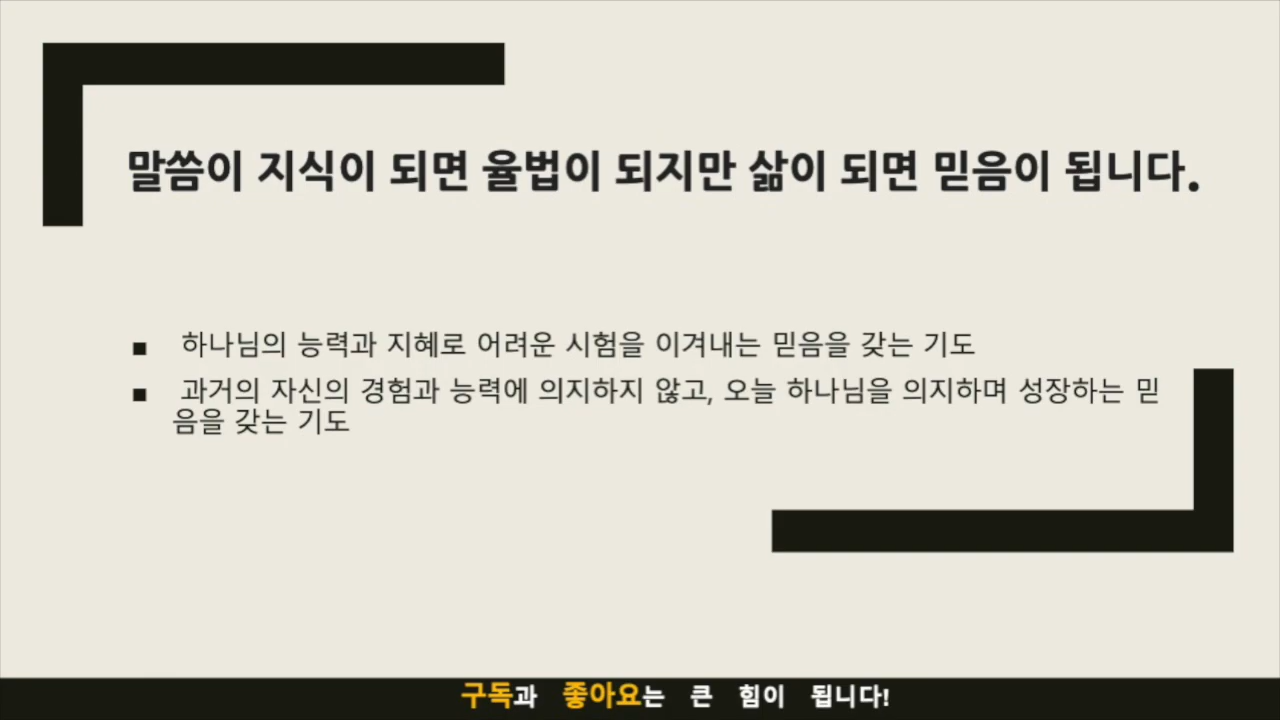 말씀이 지식이 되면 율법이 되지만 삶이 되면 믿음이 됩니다.
■ 하나님의 능력과 지혜로 어려운 시험을 이겨내는 믿음을 갖는 기도
■ 과거의 자신의 경험과 능력에 의지하지 않고, 오늘 하나님을 의지하며 성장하는 믿
음을 갖는 기도
구독과 좋아요는 큰 힘이 됩니다!